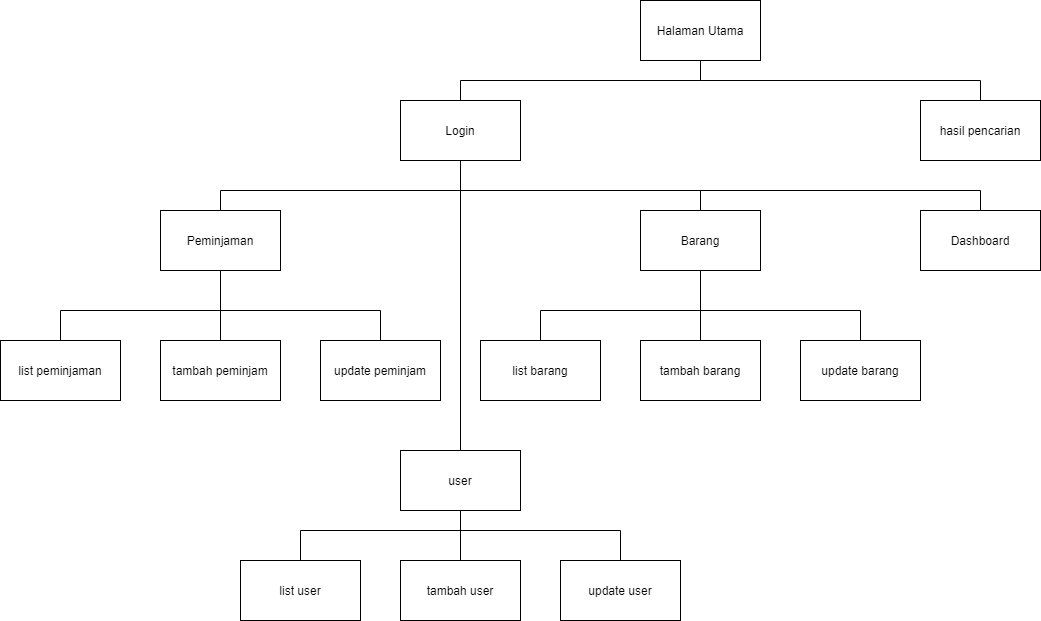 Halaman Utama
Login
hasil pencarian
Peminjaman
Barang
Dashboard
list peminjaman
tambah peminjam
update peminjam
list barang
tambah barang
update barang
user
list user
tambah user
update user